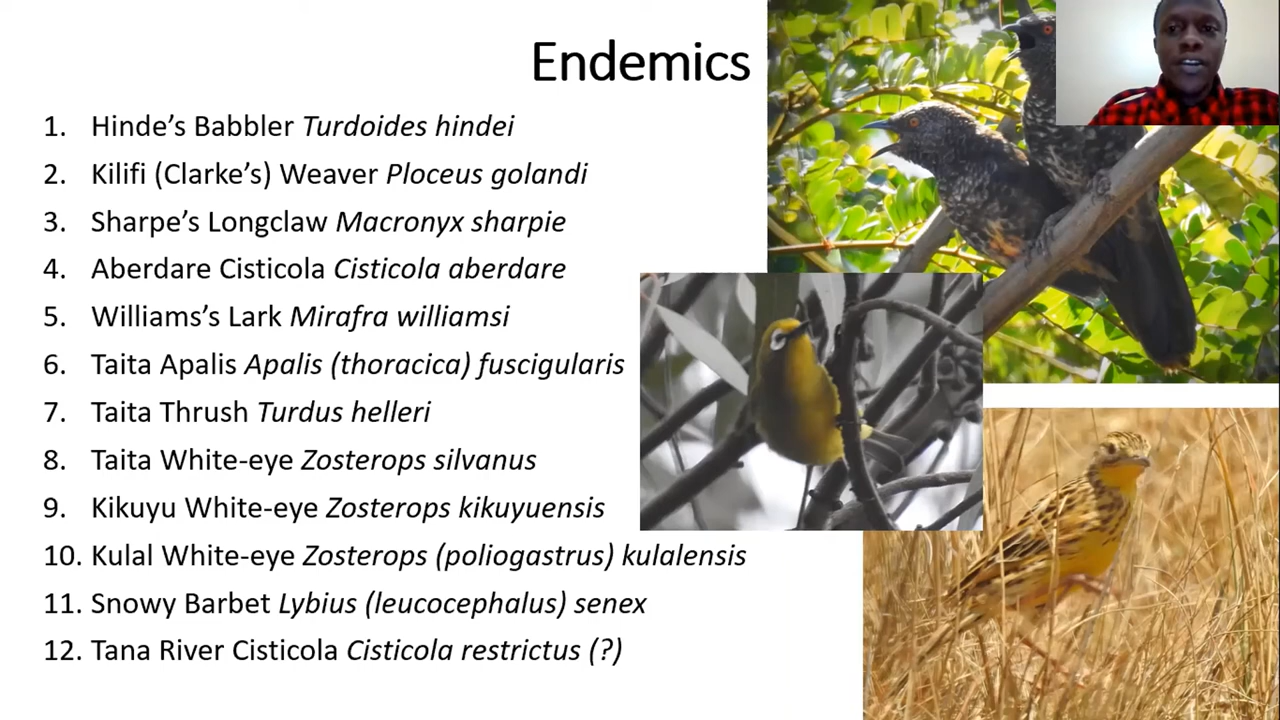 Endemics
1. Hinde's Babbler Turdoides hindei
2. Kilifi (Clarke's) Weaver Ploceus golandi
3. Sharpe's Longclaw Macronyx sharpie
4. Aberdare Cisticola Cisticola aberdare
5. Williams's Lark Mirafra williamsi
6. Taita Apalis Apalis (thoracica) fuscigularis
7. Taita Thrush Turdus helleri
8. Taita White-eye Zosterops silvanus
9. Kikuyu White-eye Zosterops kikuyuensis
10. Kulal White-eye Zosterops (poliogastrus) kulalensis
11. Snowy Barbet Lybius (leucocephalus) senex
12. Tana River Cisticola Cisticola restrictus (?)